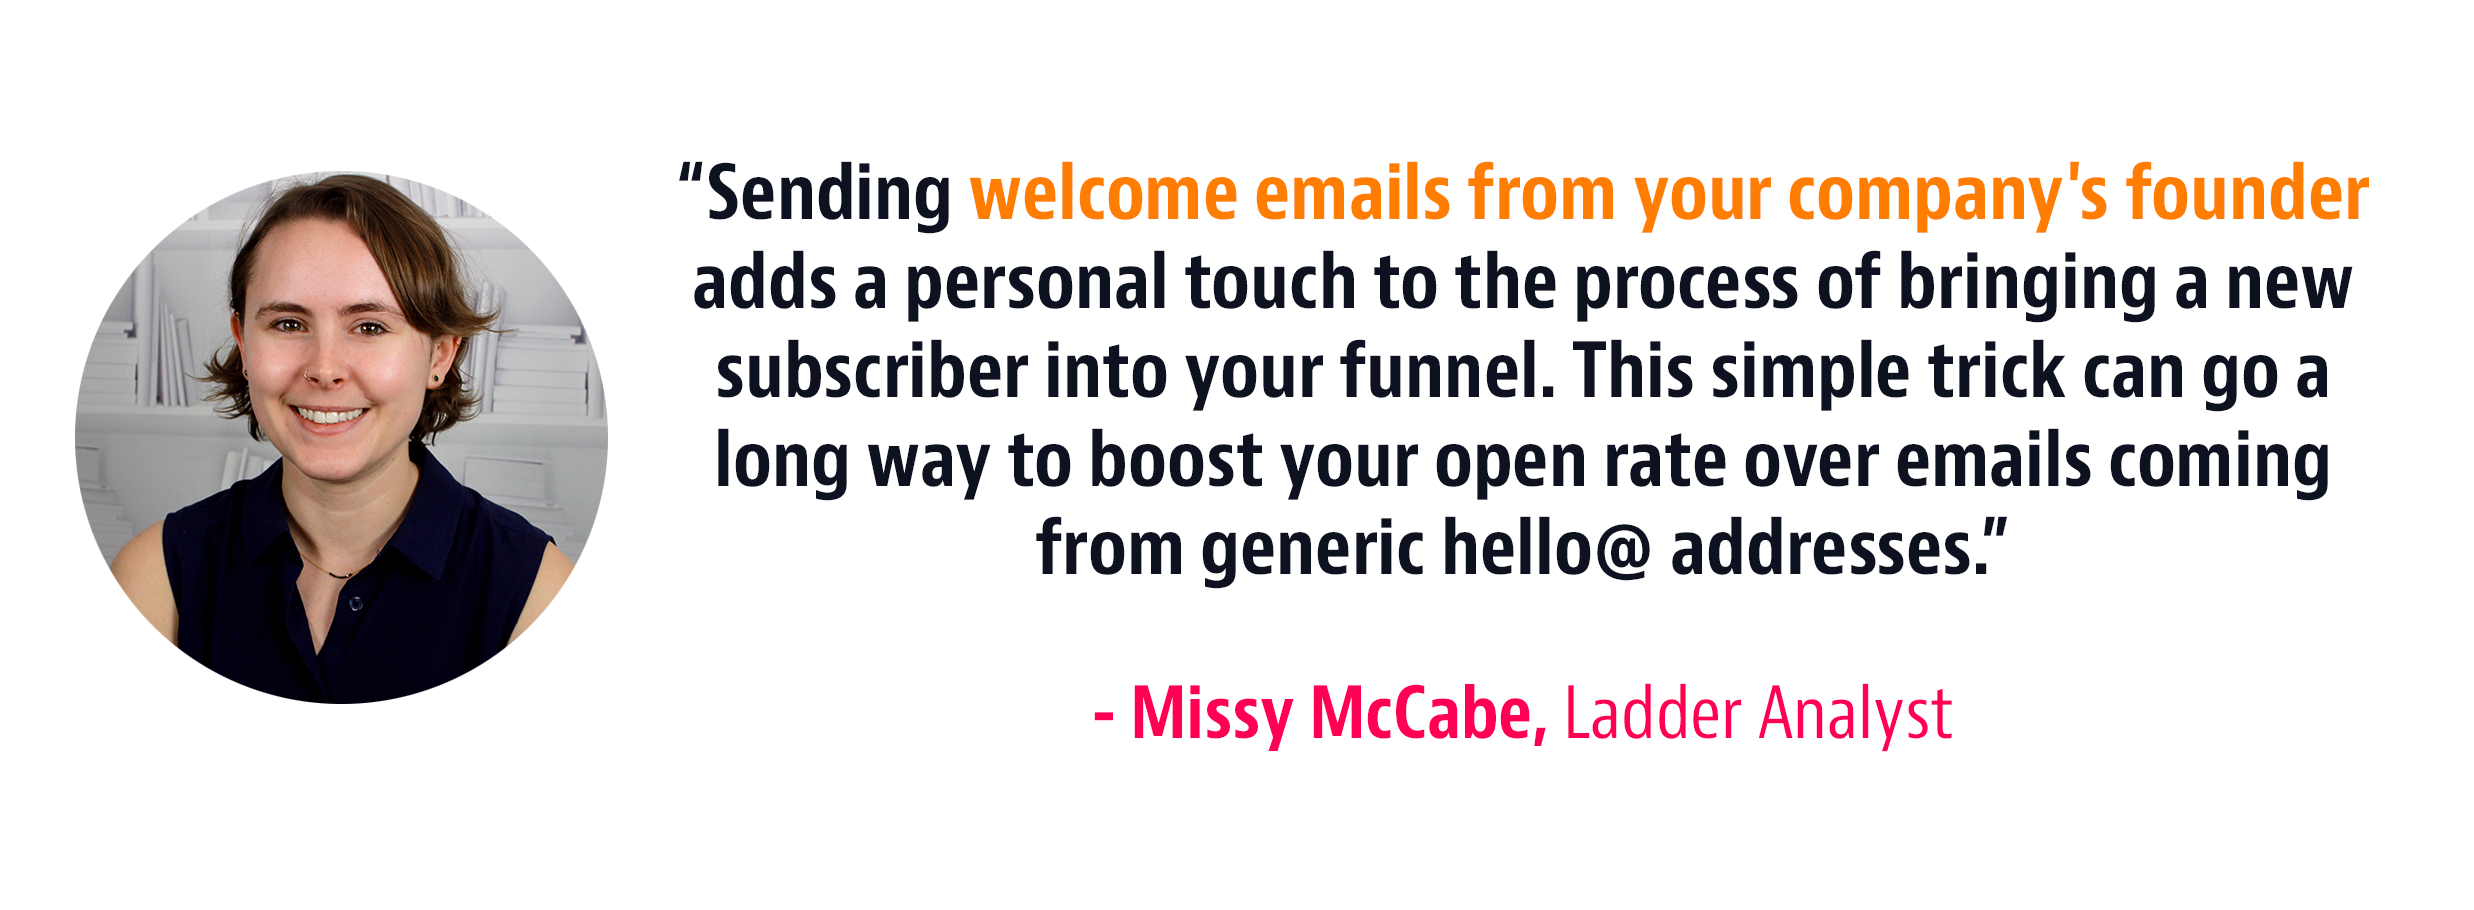 “Sending welcome emails from your company's founder
adds a personal touch to the process of bringing a new
subscriber into your funnel. This simple trick can go a
long way to boost your open rate over emails coming
from generic hello@ addresses.”
- Missy McCabe, Ladder Analyst